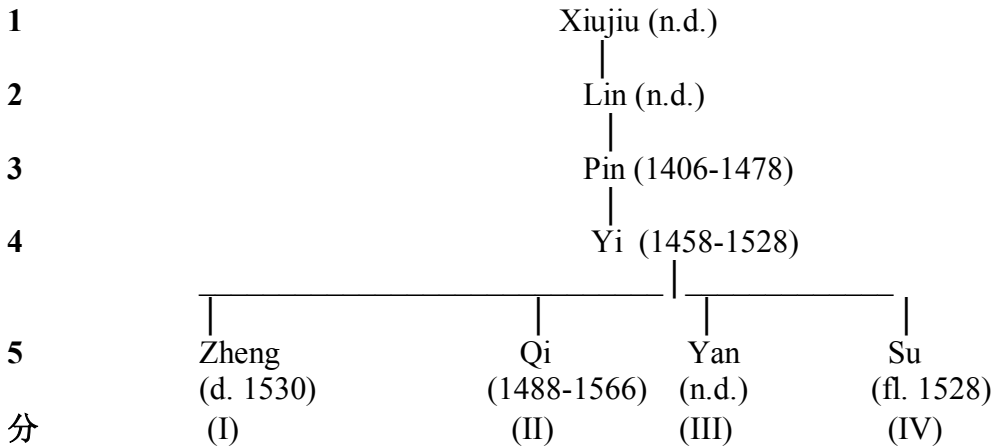 1 Xiujiu (n.d.)
2 Lin (n.d.)
3 Pin (1406-1478)
4 Yi (1458-1528)
5 Zheng Qi Yan Su
(d. 1530) (1488-1566) (n.d.) (fl. 1528)
分 (I) (II) (III) (IV)